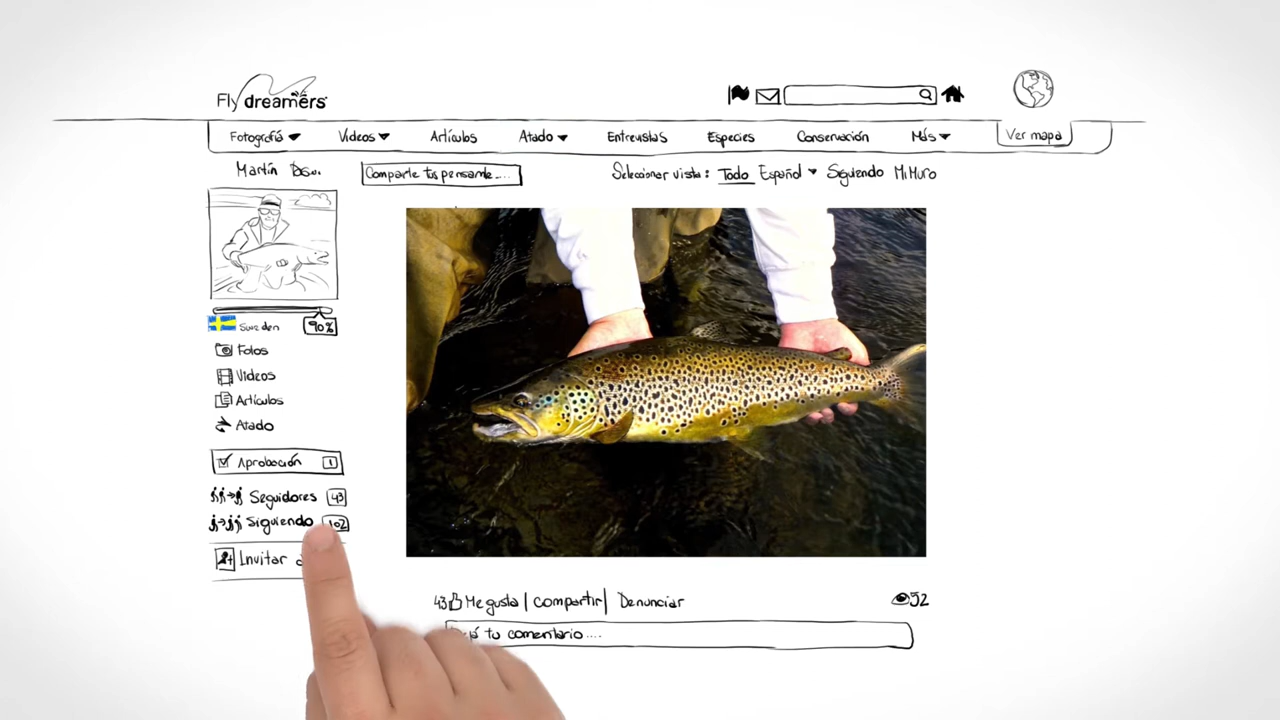 Fly dreamers
Fotografía Videos Artículos Atado Entrevistas Especies Conservación Más Ver mapa
Martín
Comparte tus pensamie.... Seleccionar vista: Todo Español Siguiendo Mi Muro
Sweden 90%
Fotos
Videos
Artículos
Atado
Aprobación 1
Seguidores 43
Siguiendo 102
Invitar
43 Me gusta | Compartir | Denunciar 52
tu comentario....